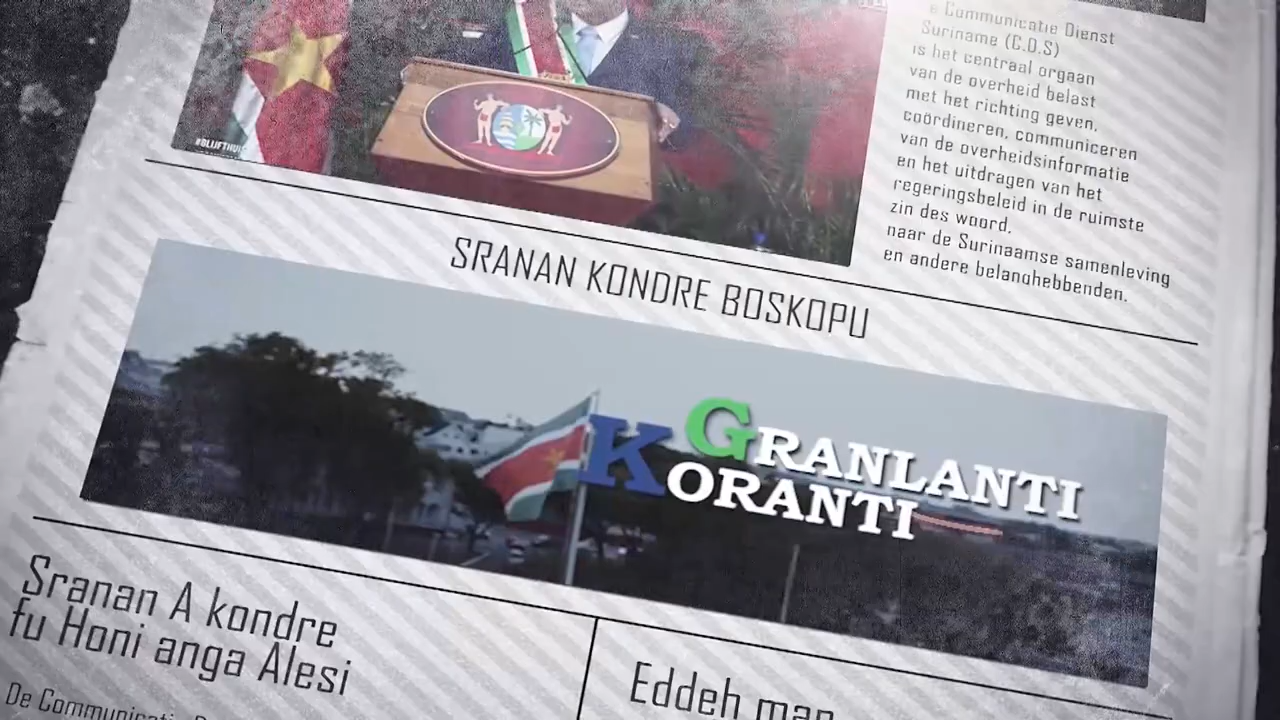 e Communicatie Dienst
Suriname (C.D.S)
is het centraal orgaan
van de overheid belast
met het richting geven,
coördineren, communiceren
van de overheidsinformatie
en het uitdragen van het
regeringsbeleid in de ruimste
zin des woord.
naar de Surinaamse samenleving
en andere belanghebbenden.
SRANAN KONDRE BOSKOPU
GRANLANTI
KORANTI
Sranan A kondre
fu Honi anga Alesi
Eddeh man
De Communicatie